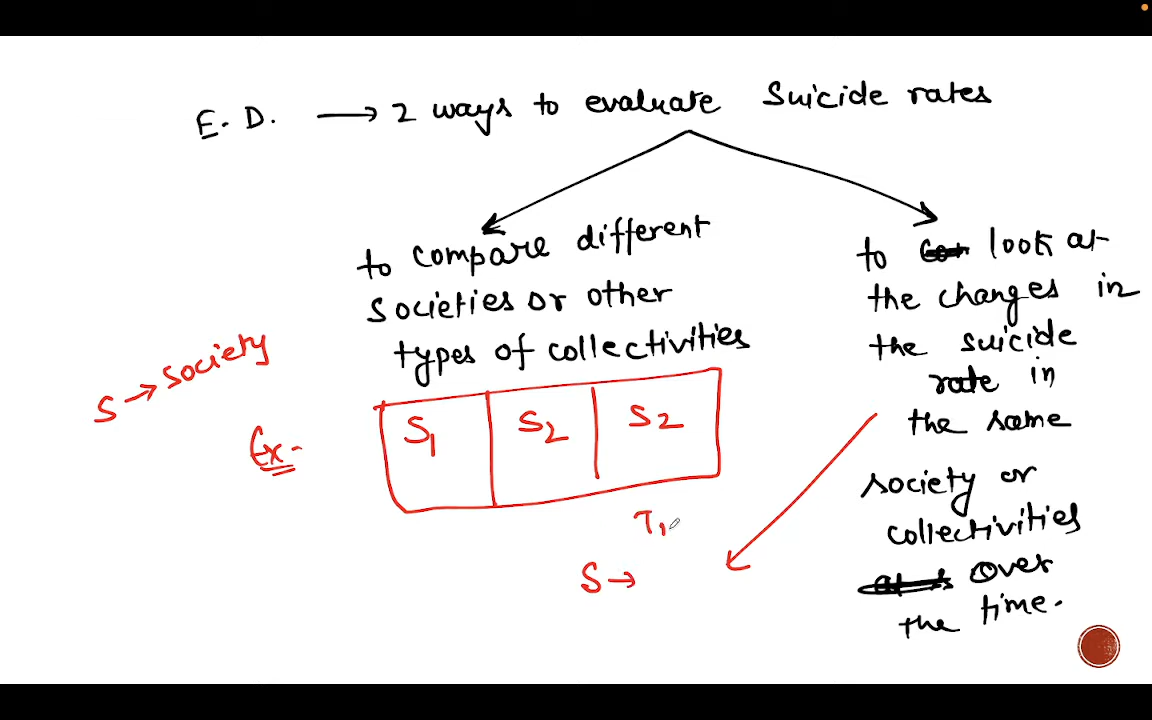 E. D. → 2 ways to evaluate Suicide rates
to compare different
societies or other
types of collectivities
to look at
the changes in
the suicide
rate in
the same
society or
collectivities
over
the time.
S → society
Ex-
S1 S2 S2
T1
S →